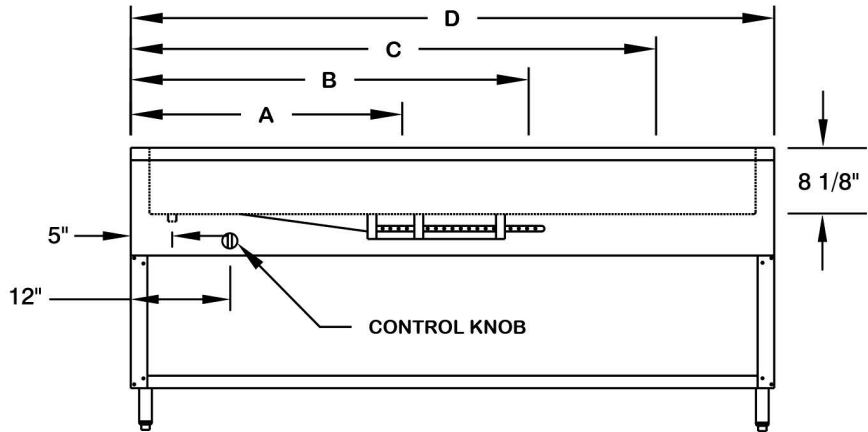 D
C
B
A
8 1/8"
5"
12"
CONTROL KNOB